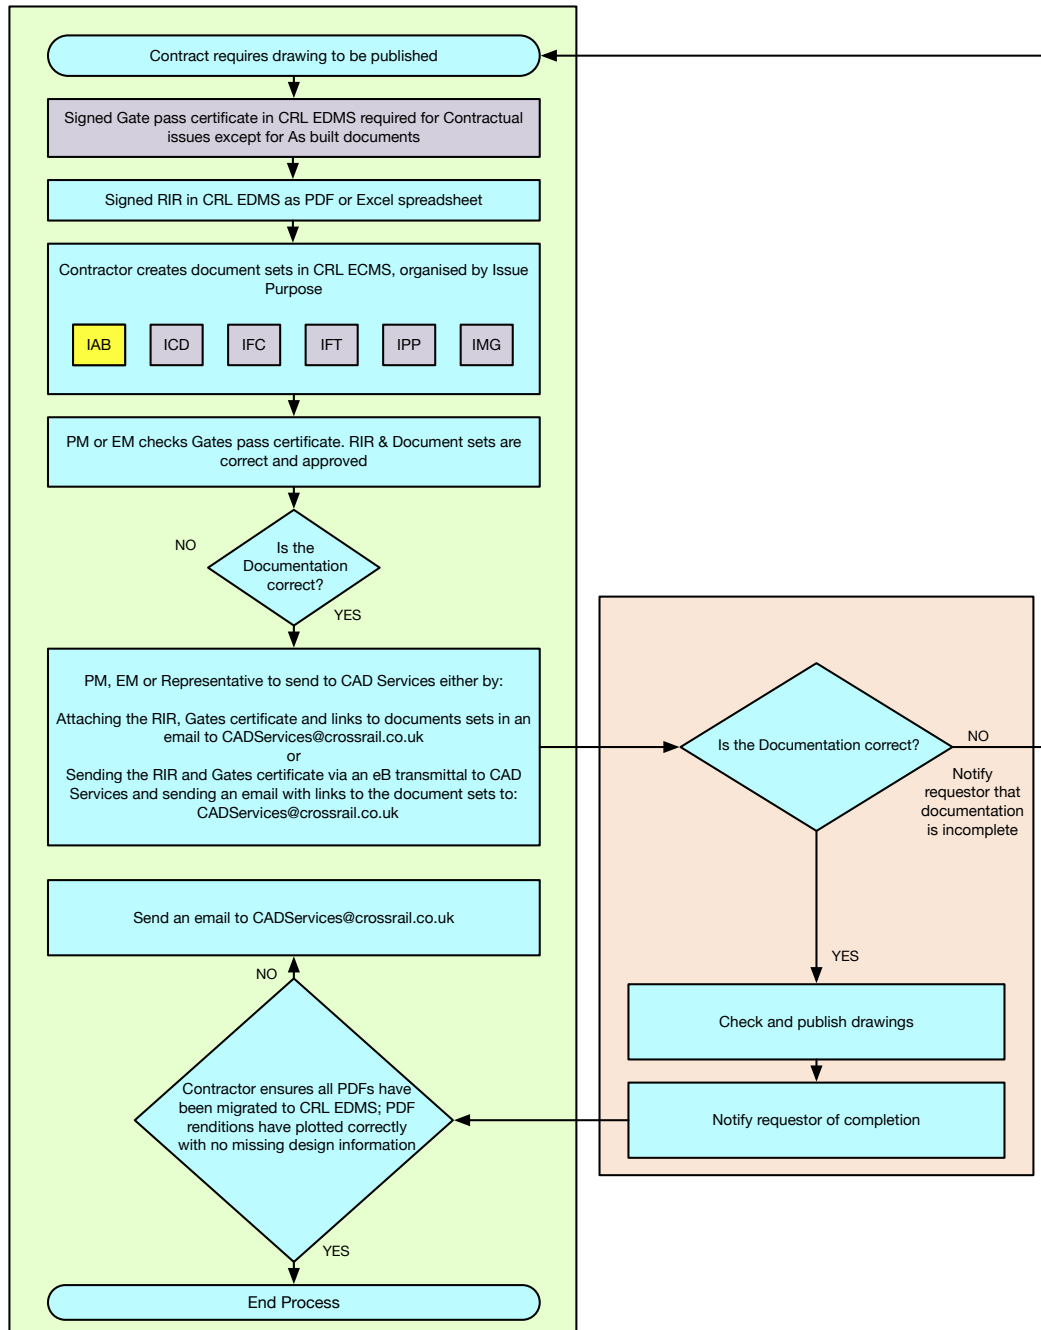 Contract requires drawing to be published
Signed Gate pass certificate in CRL EDMS required for Contractual
issues except for As built documents
Signed RIR in CRL EDMS as PDF or Excel spreadsheet
Contractor creates document sets in CRL ECMS, organised by Issue
Purpose
IAB
ICD
IFC
IFT
IPP
IMG
PM or EM checks Gates pass certificate. RIR & Document sets are
correct and approved
NO
Is the
Documentation
correct?
YES
PM, EM or Representative to send to CAD Services either by:
Attaching the RIR, Gates certificate and links to documents sets in an
email to CADServices@crossrail.co.uk
or
Sending the RIR and Gates certificate via an eB transmittal to CAD
Services and sending an email with links to the document sets to:
CADServices@crossrail.co.uk
Is the Documentation correct?
NO
Notify
requestor that
documentation
is incomplete
YES
Check and publish drawings
Notify requestor of completion
Send an email to CADServices@crossrail.co.uk
NO
Contractor ensures all PDFs have
been migrated to CRL EDMS; PDF
renditions have plotted correctly
with no missing design information
YES
End Process